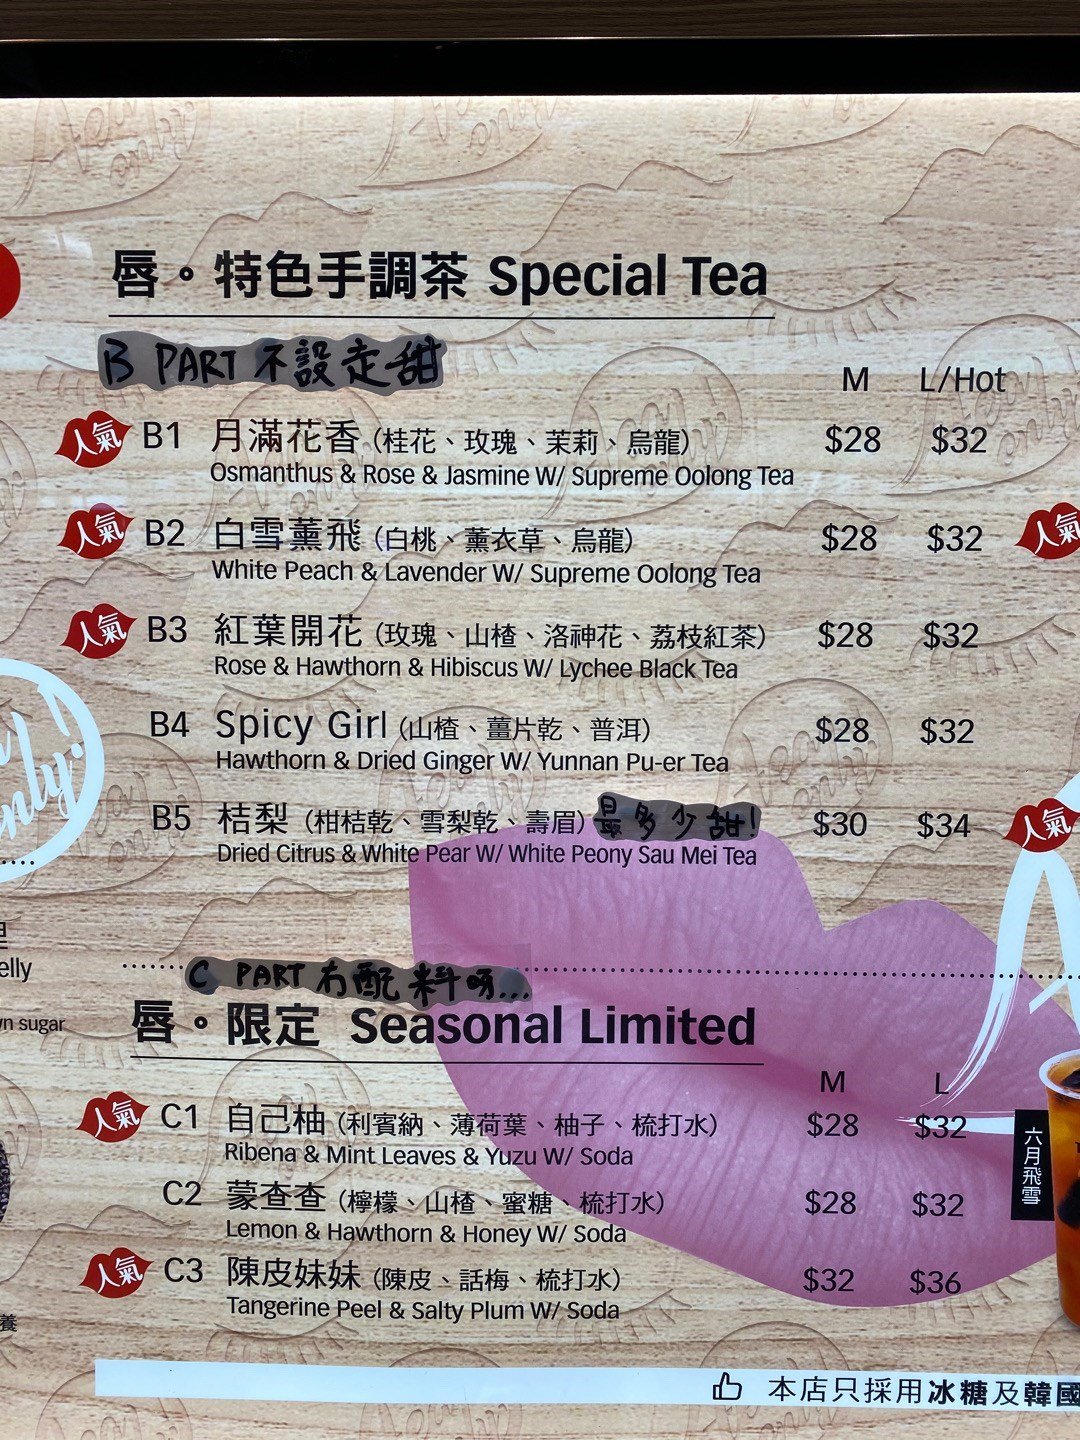 唇。特色手調茶 Special Tea
B PART 不設走甜
M L/Hot
人氣 B1 月滿花香 (桂花、玫瑰、茉莉、烏龍) $28 $32
Osmanthus & Rose & Jasmine W/ Supreme Oolong Tea
人氣 B2 白雪薰飛 (白桃、薰衣草、烏龍) $28 $32 人氣
White Peach & Lavender W/ Supreme Oolong Tea
人氣 B3 紅葉開花 (玫瑰、山楂、洛神花、荔枝紅茶) $28 $32
Rose & Hawthorn & Hibiscus W/ Lychee Black Tea
B4 Spicy Girl (山楂、薑片乾、普洱) $28 $32
Hawthorn & Dried Ginger W/ Yunnan Pu-er Tea
B5 桔梨 (柑桔乾、雪梨乾、壽眉) 最多少甜! $30 $34 人氣
Dried Citrus & White Pear W/ White Peony Sau Mei Tea
elly
wn sugar
C PART 冇配料呀...
唇。限定 Seasonal Limited
M L
人氣 C1 自己柚 (利賓納、薄荷葉、柚子、梳打水) $28 $32
Ribena & Mint Leaves & Yuzu W/ Soda
六月飛雪
C2 蒙查查 (檸檬、山楂、蜜糖、梳打水) $28 $32
Lemon & Hawthorn & Honey W/ Soda
人氣 C3 陳皮妹妹 (陳皮、話梅、梳打水) $32 $36
Tangerine Peel & Salty Plum W/ Soda
養
本店只採用冰糖及韓國